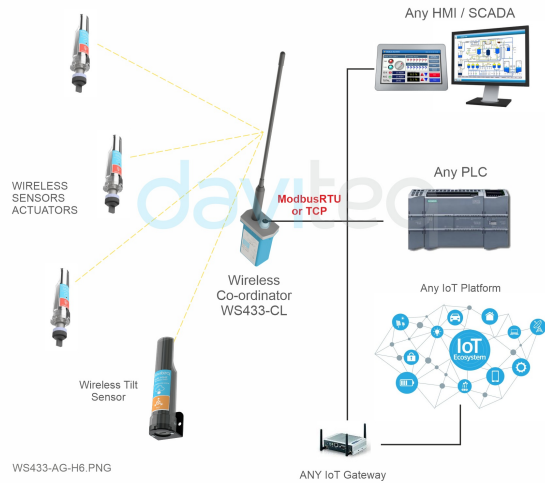 Any HMI / SCADA
WIRELESS
SENSORS
ACTUATORS
daviteq
ModbusRTU
or TCP
Any PLC
Wireless
Co-ordinator
WS433-CL
Any IoT Platform
IoT
Ecosystem
Wireless Tilt
Sensor
WS433-AG-H6.PNG
ANY IoT Gateway